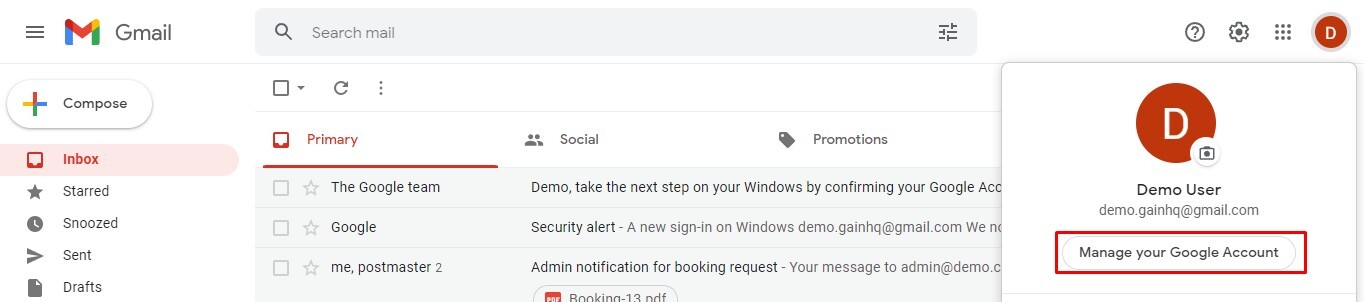 Gmail
Search mail
D
Compose
Inbox
Starred
Snoozed
Sent
Drafts
Primary
Social
Promotions
The Google team Demo, take the next step on your Windows by confirming your Google
Google Security alert - A new sign-in on Windows demo.gainhq@gmail.com We
me, postmaster 2 Admin notification for booking request - Your message to admin@demo.c
PDF Booking-13.pdf
D
Demo User
demo.gainhq@gmail.com
Manage your Google Account